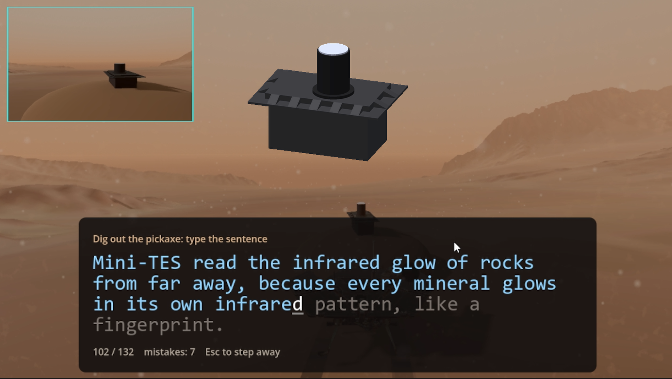 Dig out the pickaxe: type the sentence
Mini-TES read the infrared glow of rocks
from far away, because every mineral glows
in its own infrared pattern, like a
fingerprint.
102 / 132 mistakes: 7 Esc to step away